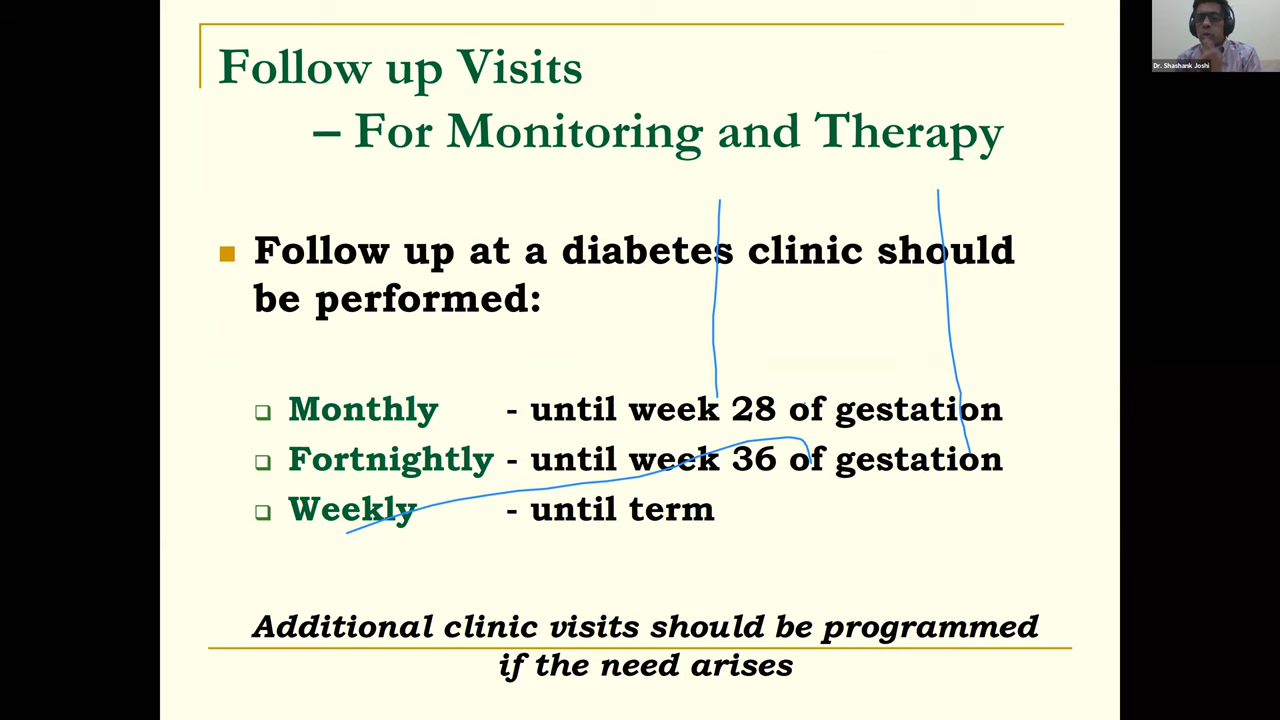 Follow up Visits
– For Monitoring and Therapy
Follow up at a diabetes clinic should
be performed:
Monthly - until week 28 of gestation
Fortnightly - until week 36 of gestation
Weekly - until term
Additional clinic visits should be programmed
if the need arises
Dr. Shashank Joshi